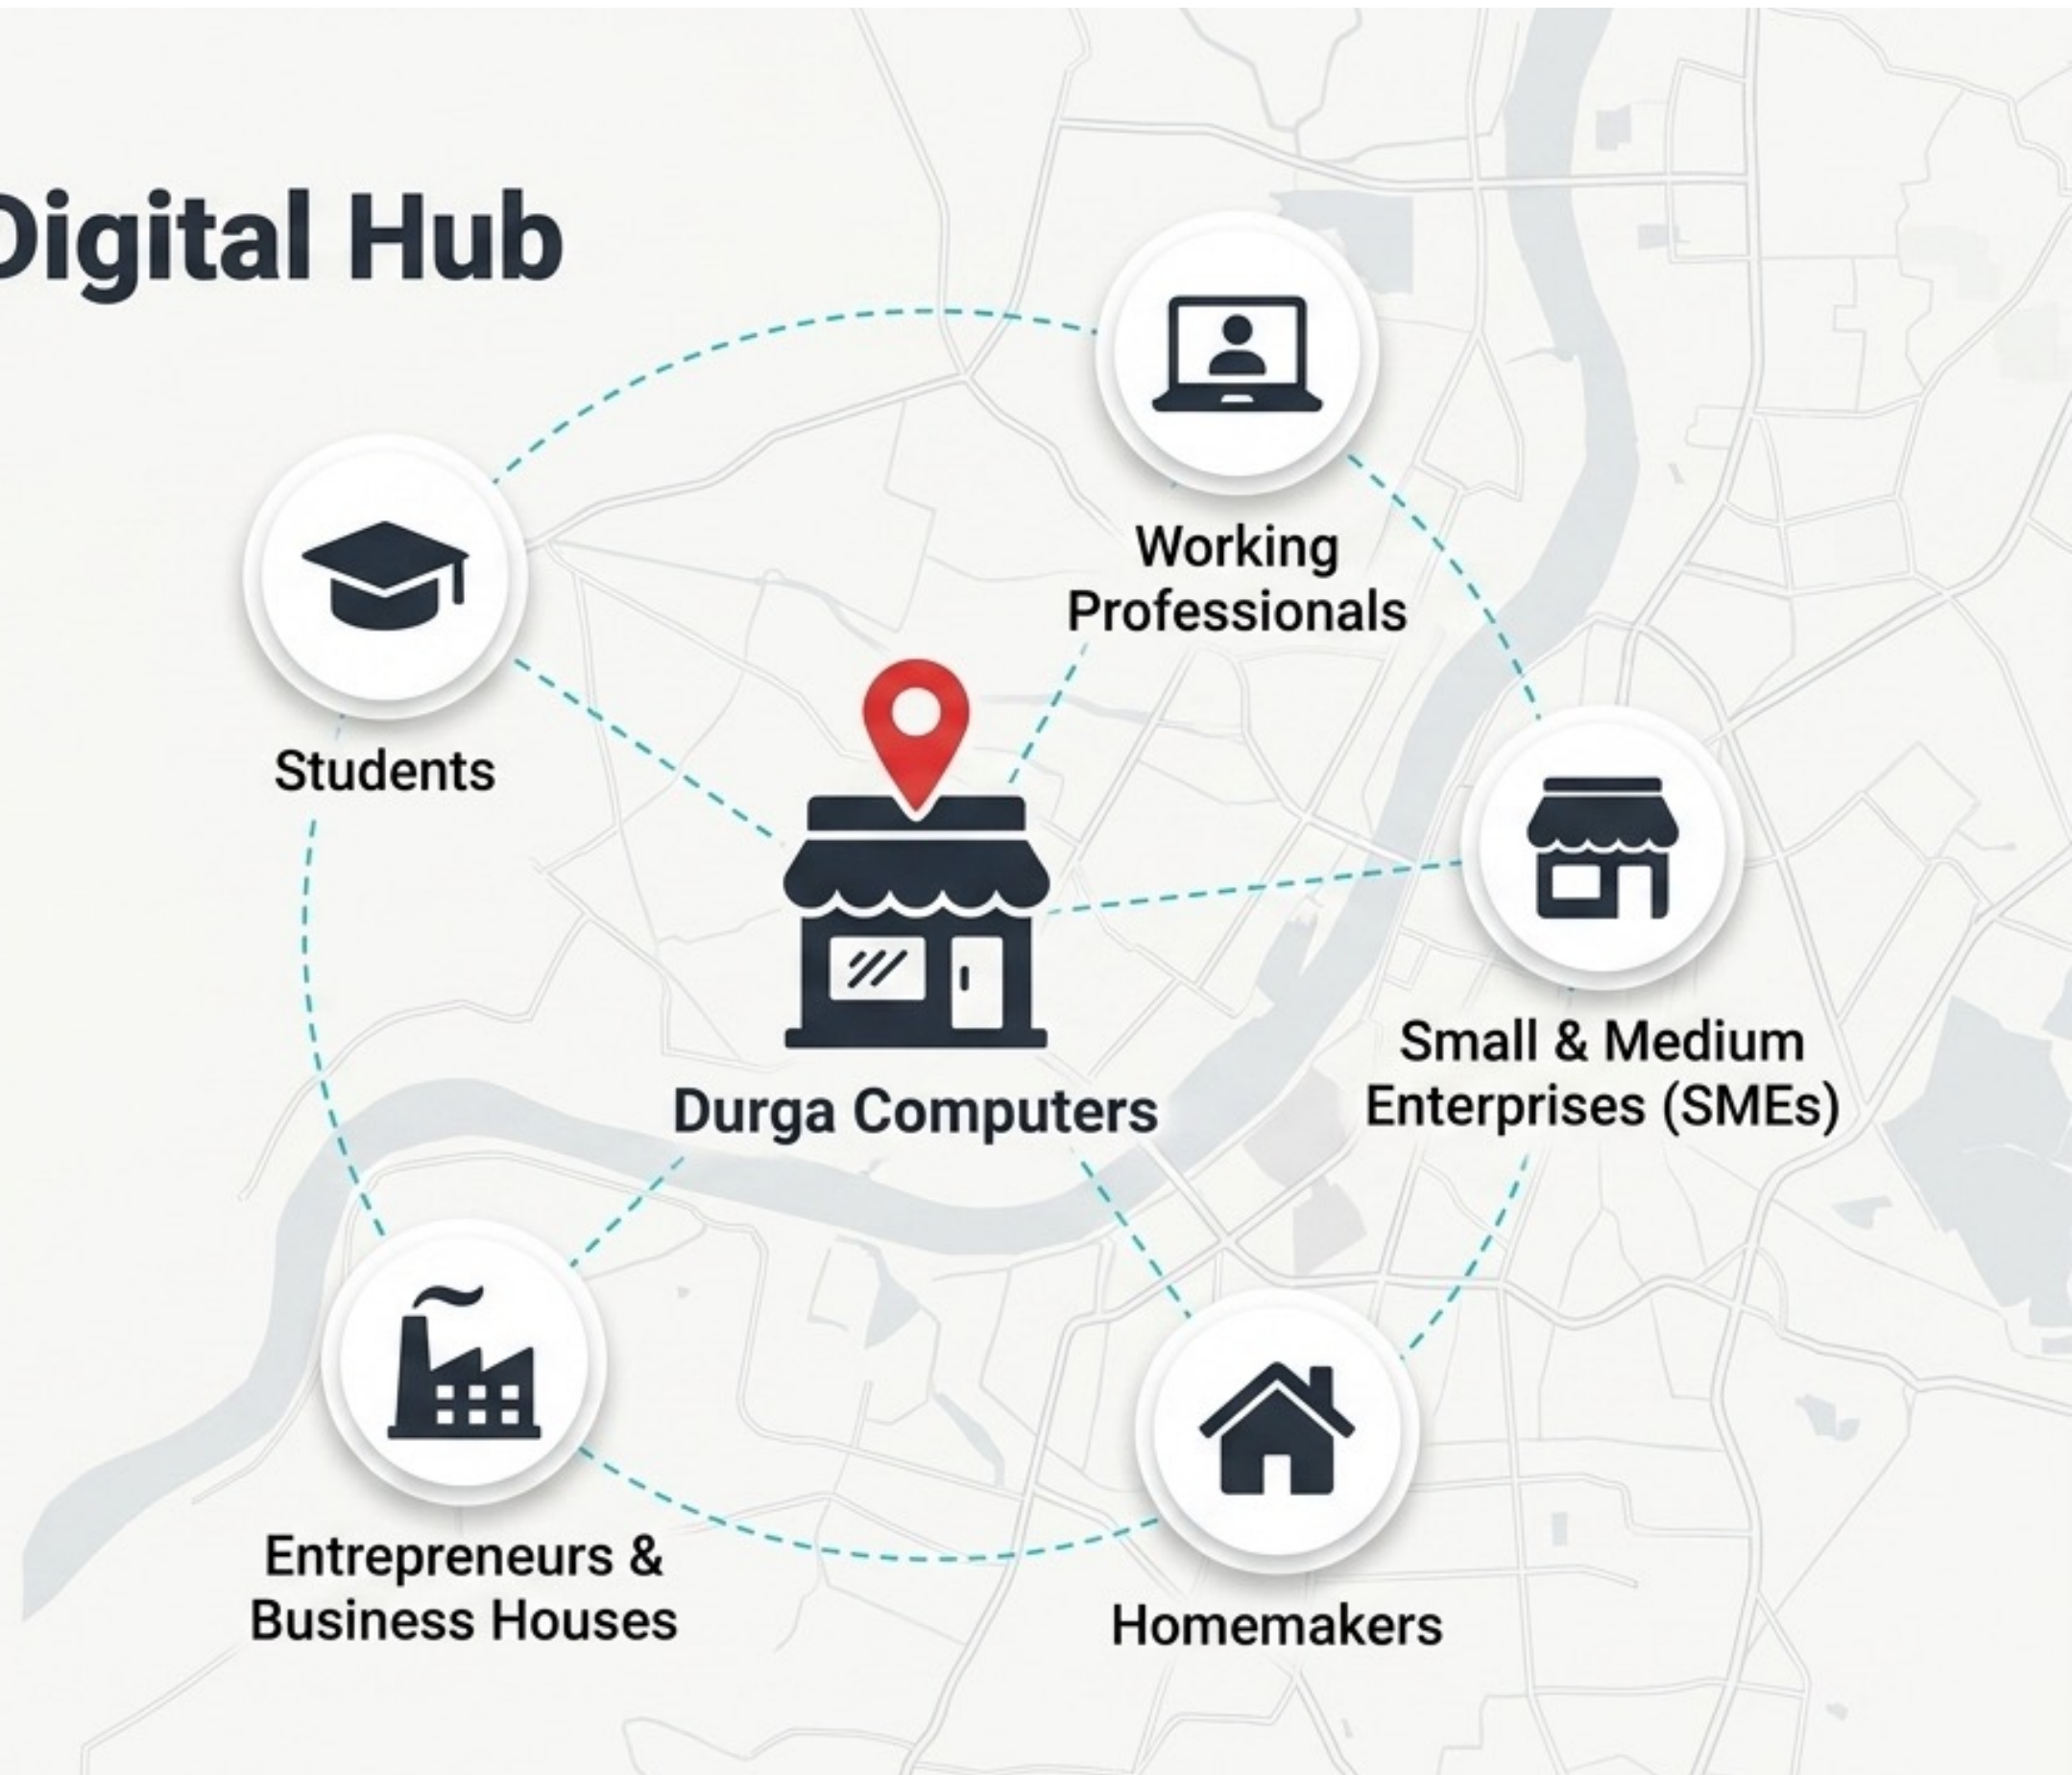 Digital Hub
Working
Professionals
Students
Small & Medium
Enterprises (SMEs)
Durga Computers
Entrepreneurs &
Business Houses
Homemakers